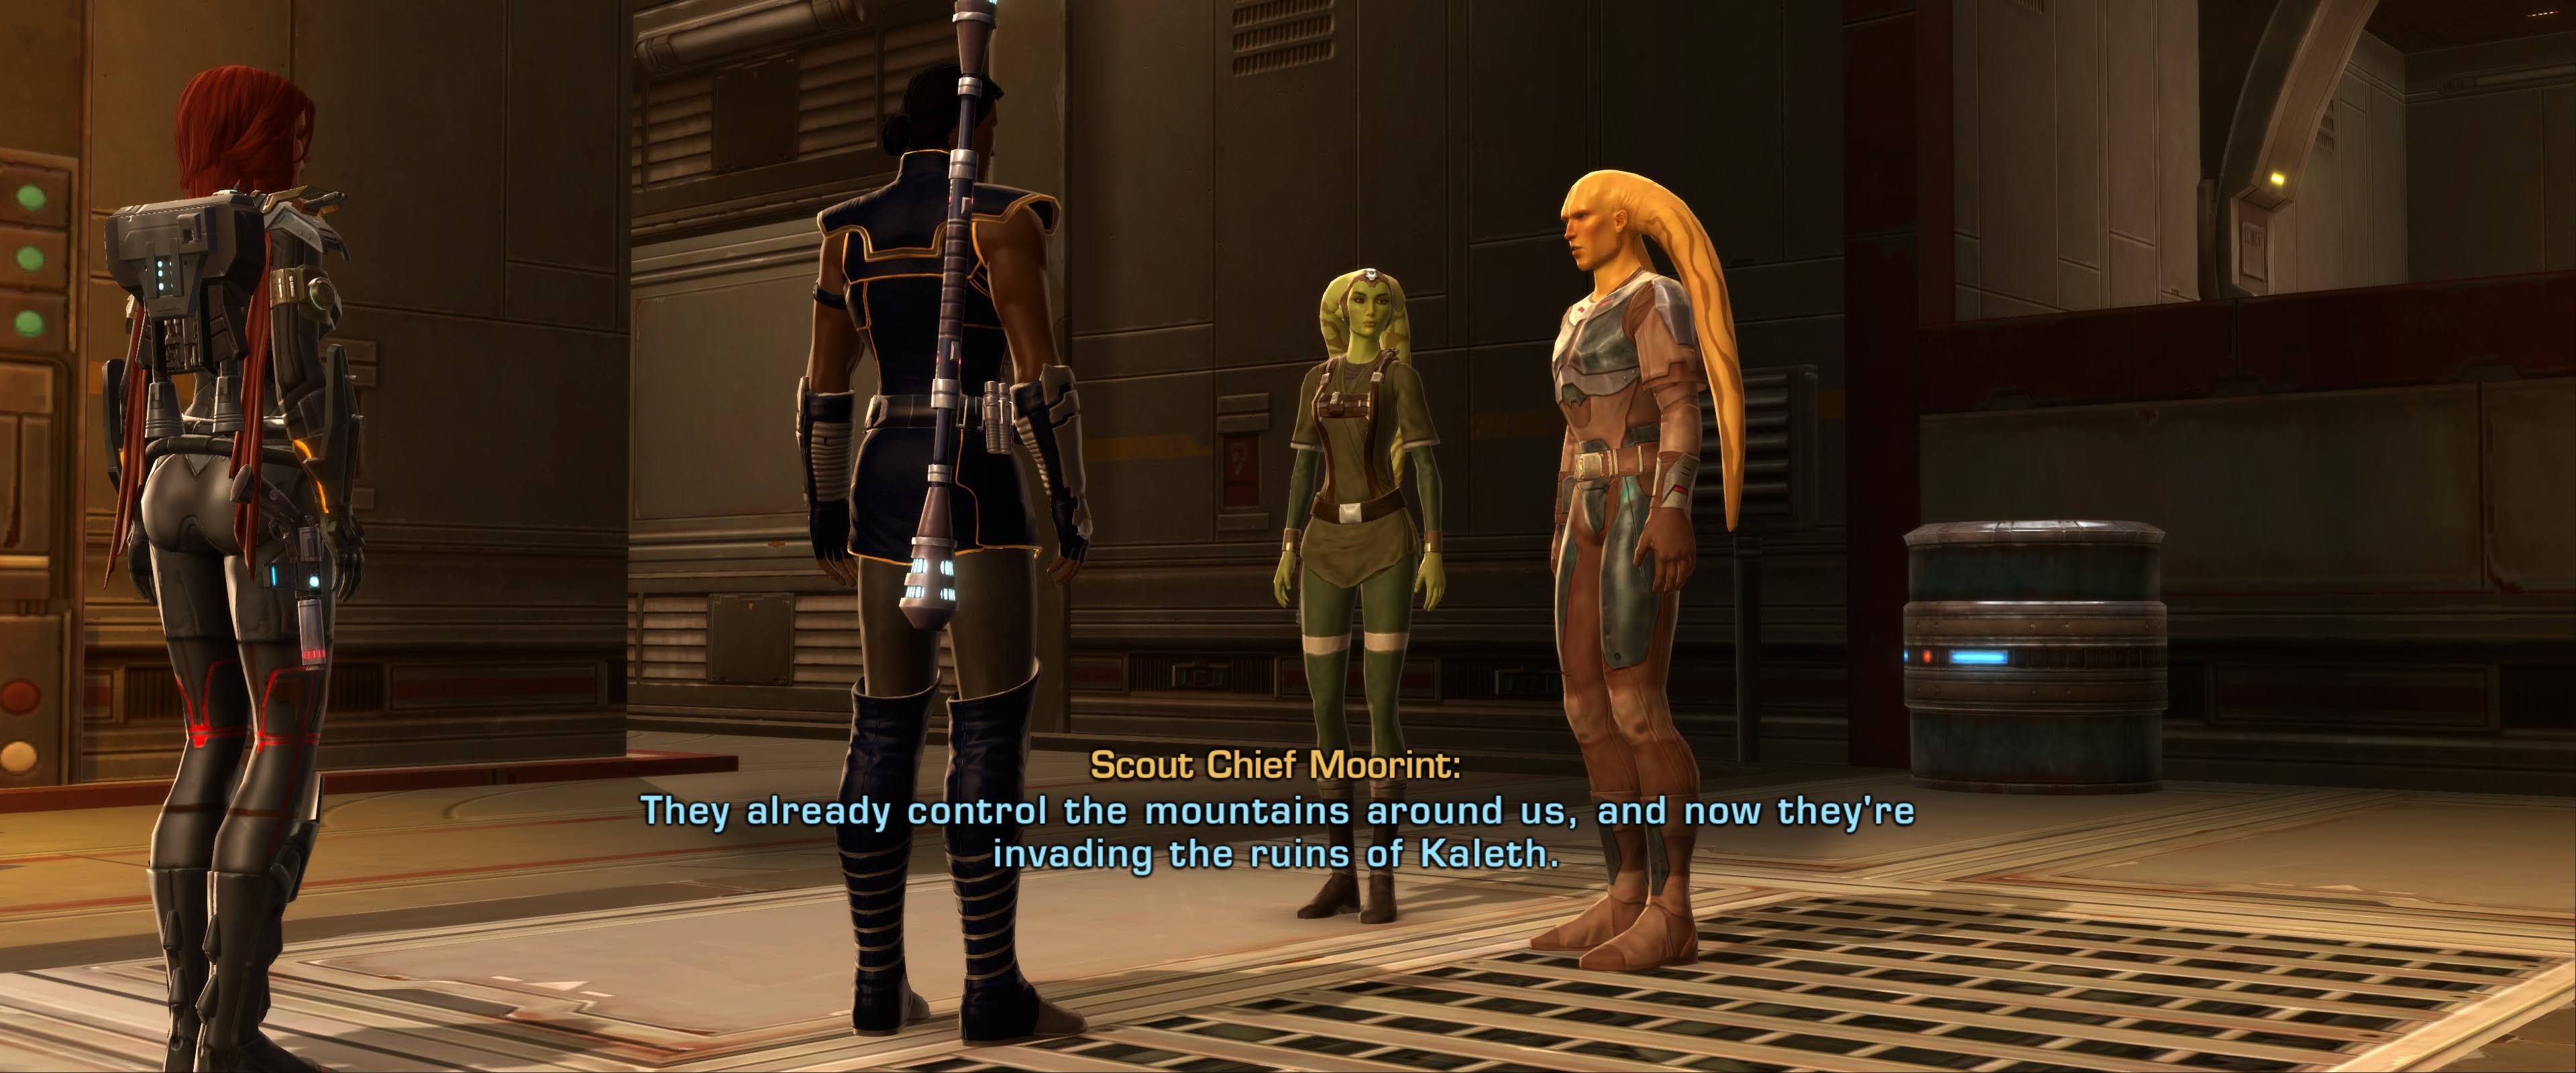 Scout Chief Moorint:
They already control the mountains around us, and now they're
invading the ruins of Kaleth.